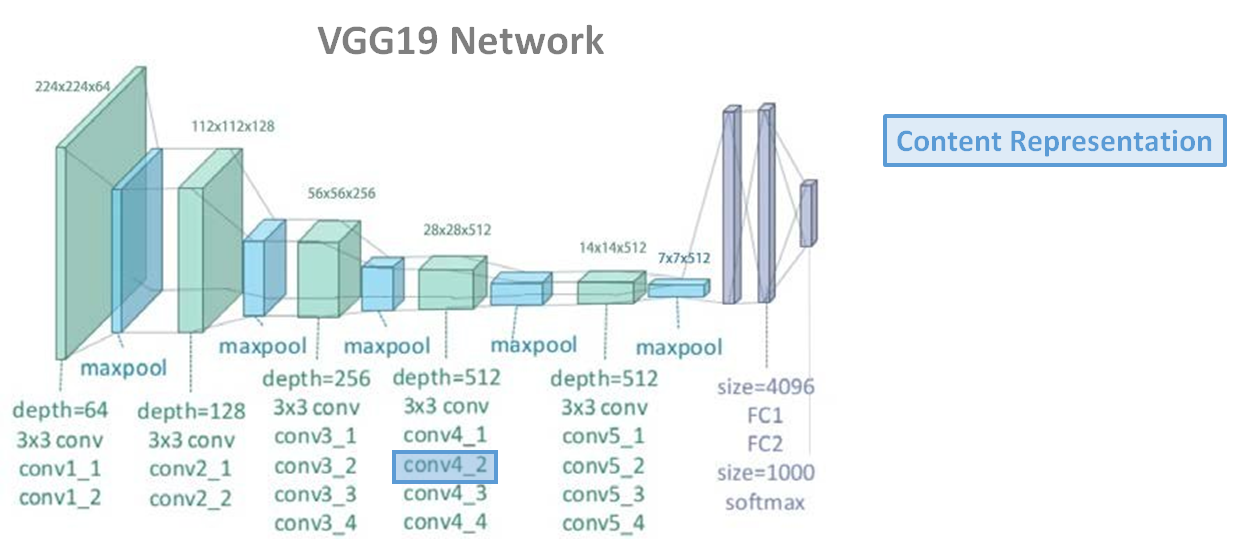 VGG19 Network
Content Representation
224x224x64
112x112x128
56x56x256
28x28x512
14x14x512
7x7x512
maxpool
maxpool
maxpool
maxpool
maxpool
depth=64
3x3 conv
conv1_1
conv1_2
depth=128
3x3 conv
conv2_1
conv2_2
depth=256
3x3 conv
conv3_1
conv3_2
conv3_3
conv3_4
depth=512
3x3 conv
conv4_1
conv4_2
conv4_3
conv4_4
depth=512
3x3 conv
conv5_1
conv5_2
conv5_3
conv5_4
size=4096
FC1
FC2
size=1000
softmax